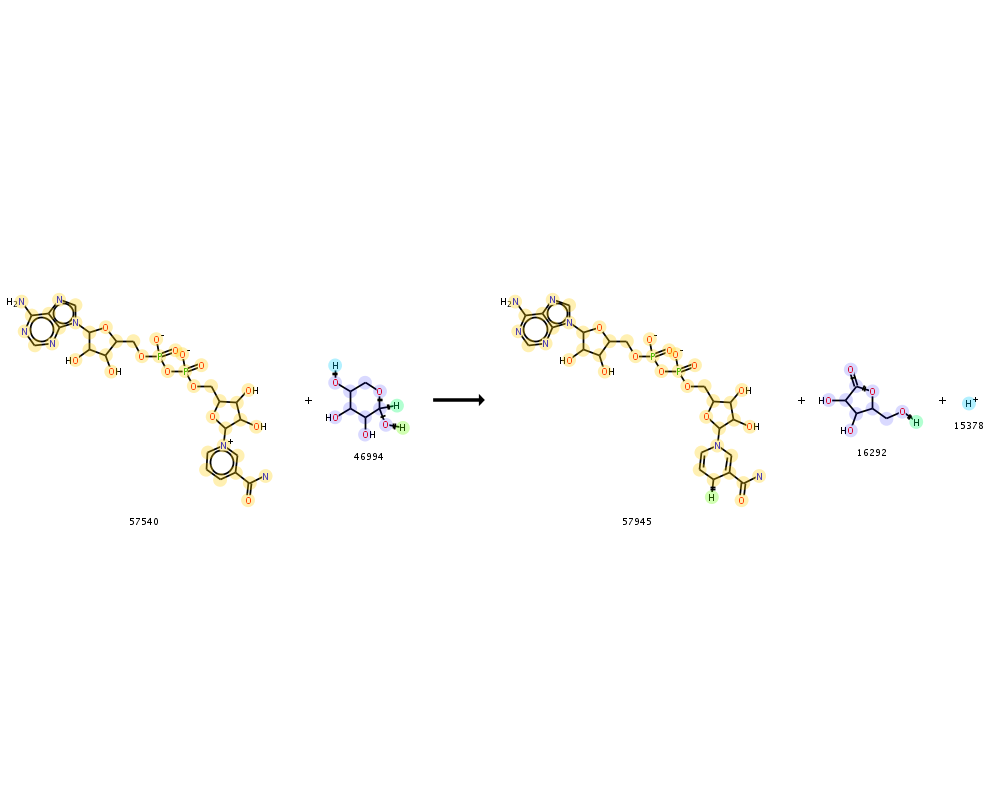 H₂N N N N N O O O⁻ O⁻
HO OH O P O P O
O O
O OH
OH
N⁺
N
O
57540
+
H
O
O
HO H
OH O H
46994
H₂N N N N N O O O⁻ O⁻
HO OH O P O P O
O O
O OH
OH
N
N
O
H
57945
+
O
O
HO
HO O H
16292
+
H⁺
15378